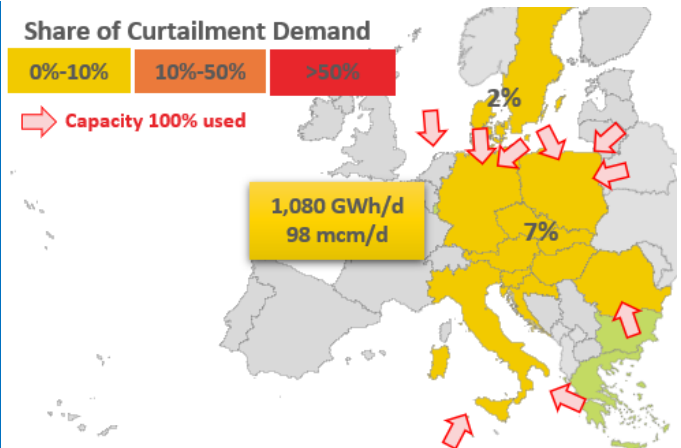 Share of Curtailment Demand
0%-10% 10%-50% >50%
Capacity 100% used
2%
1,080 GWh/d
98 mcm/d
7%